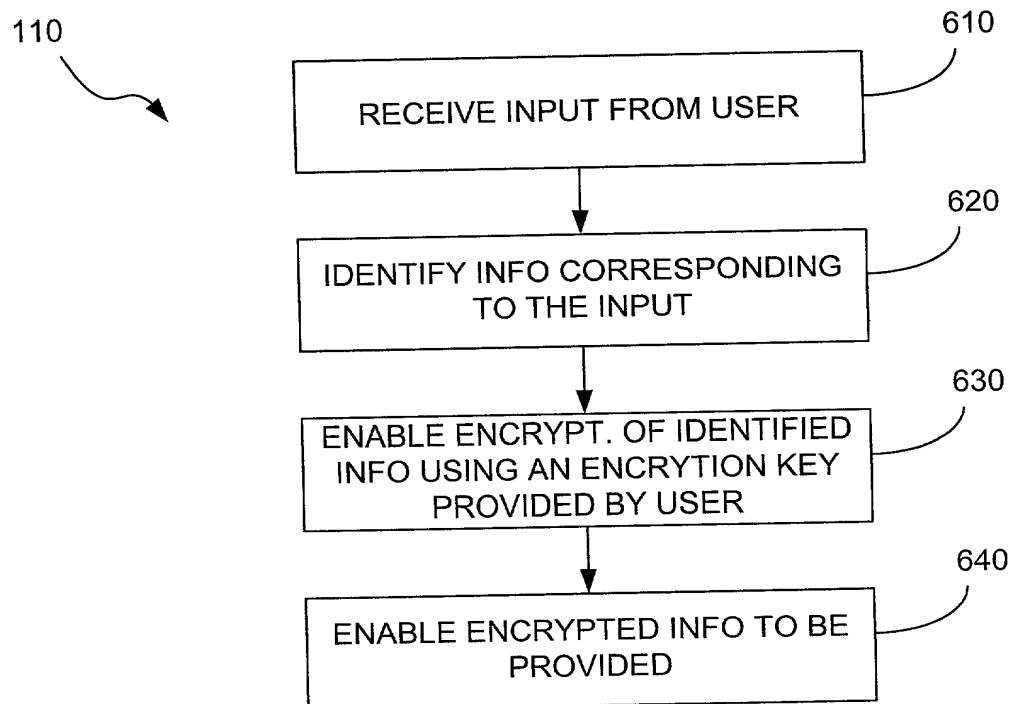 110
610
RECEIVE INPUT FROM USER
620
IDENTIFY INFO CORRESPONDING
TO THE INPUT
630
ENABLE ENCRYPT. OF IDENTIFIED
INFO USING AN ENCRYTION KEY
PROVIDED BY USER
640
ENABLE ENCRYPTED INFO TO BE
PROVIDED